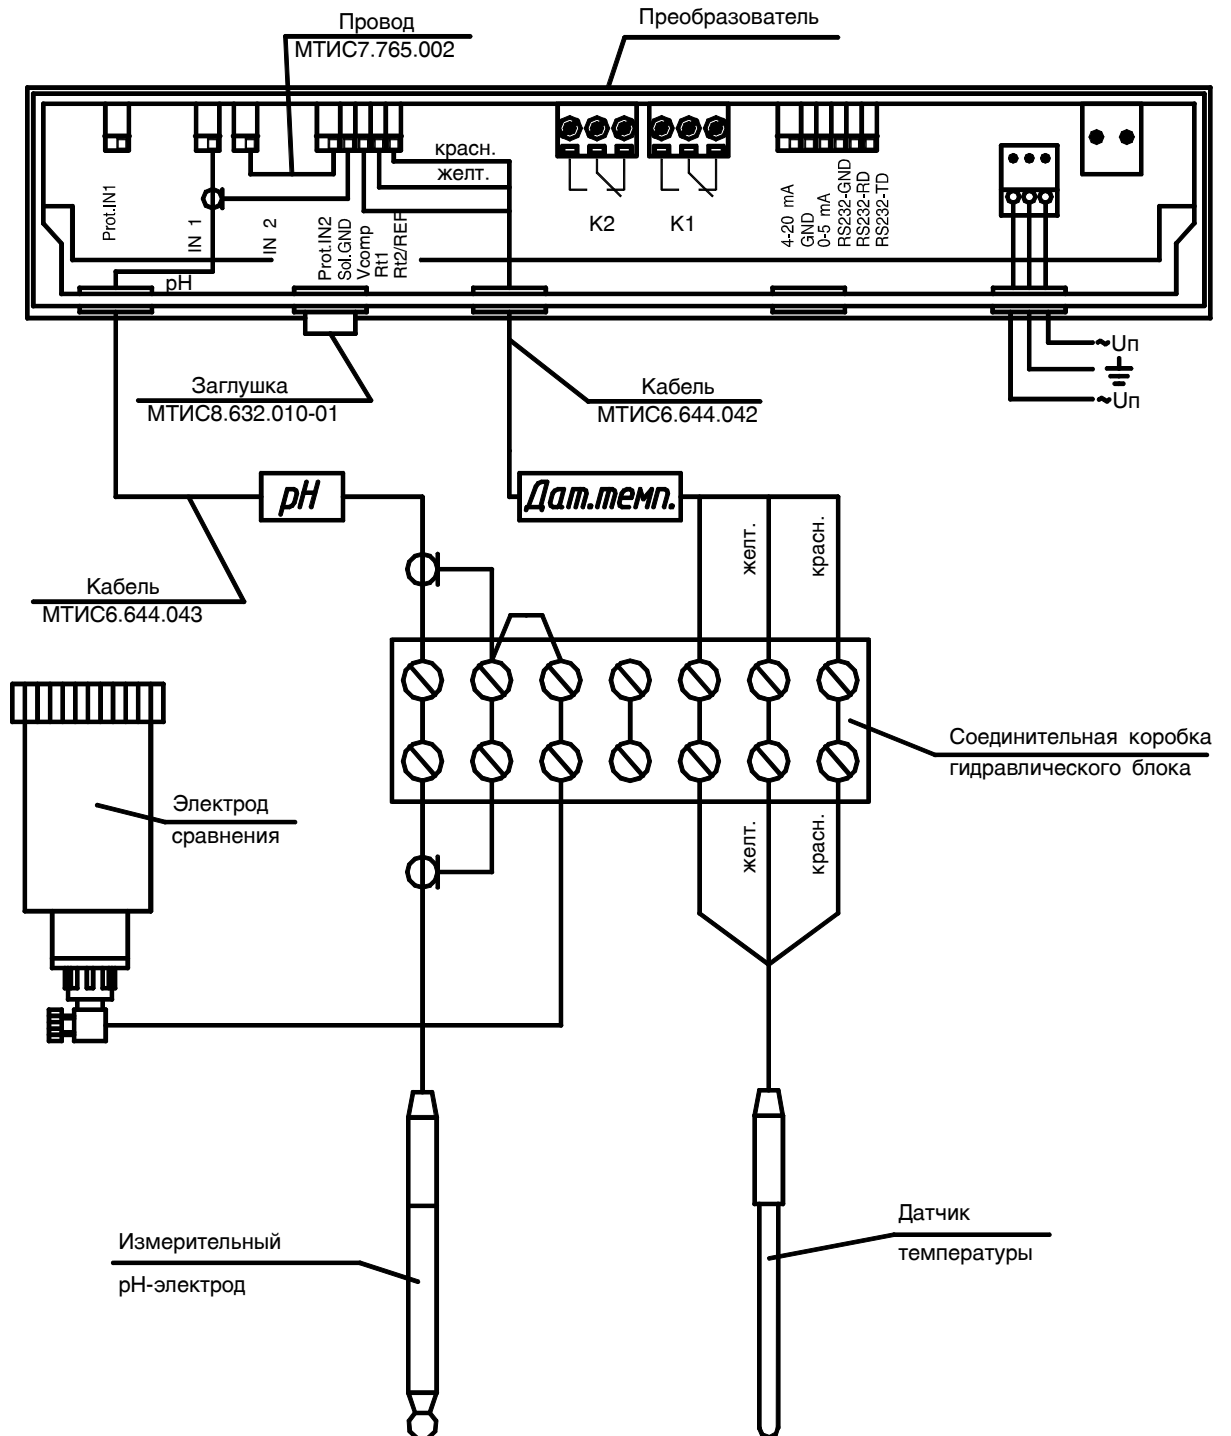 Преобразователь
Провод
МТИС7.765.002
красн.
желт.
Prot.IN1
IN 1
IN 2
Prot.IN2
Sol.GND
Vcomp
Rt1
Rt2/REF
K2
K1
4-20 mA
GND
0-5 mA
RS232-GND
RS232-RD
RS232-TD
pH
~Uп
~Uп
Заглушка
МТИС8.632.010-01
Кабель
МТИС6.644.042
pH
Дат.темп.
желт.
красн.
Кабель
МТИС6.644.043
Соединительная коробка
гидравлического блока
Электрод
сравнения
желт.
красн.
Измерительный
pH-электрод
Датчик
температуры